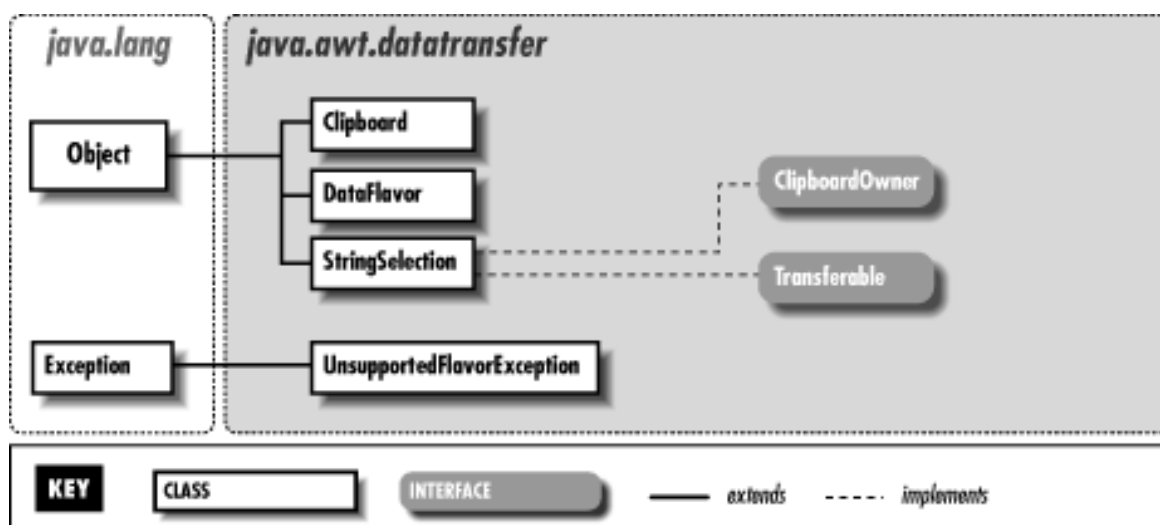 java.lang
java.awt.datatransfer
Object
Clipboard
DataFlavor
StringSelection
ClipboardOwner
Transferable
Exception
UnsupportedFlavorException
KEY
CLASS
INTERFACE
extends
implements